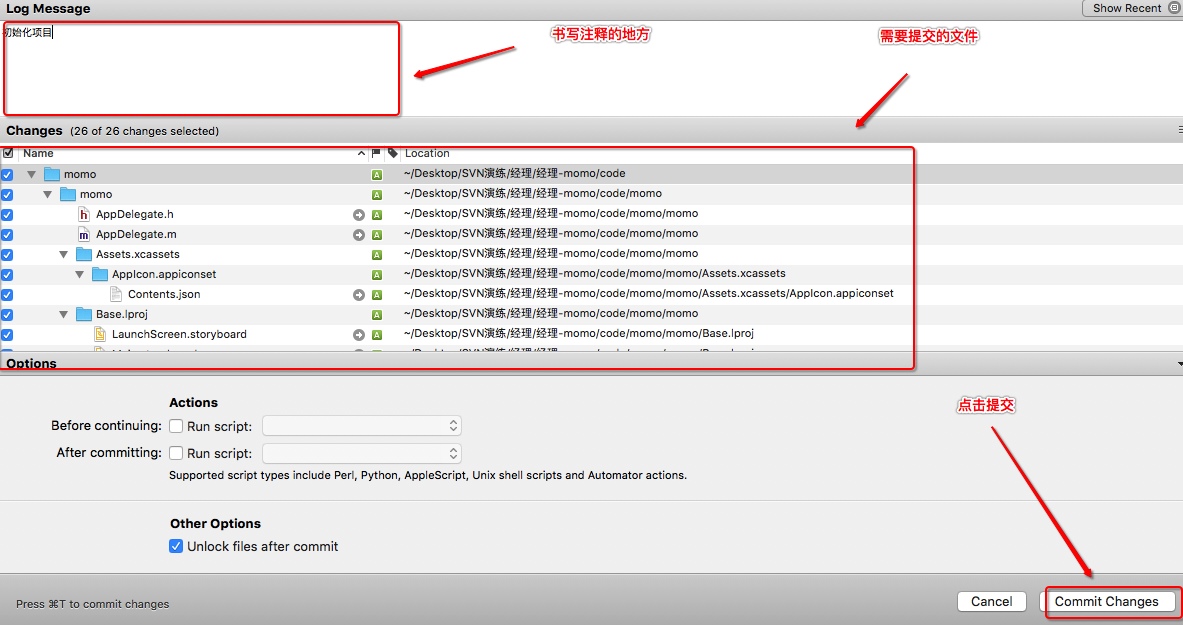 Log Message
Show Recent
初始化项目
书写注释的地方
需要提交的文件
Changes (26 of 26 changes selected)
Name Location
momo ~/Desktop/SVN演练/经理/经理-momo/code
momo ~/Desktop/SVN演练/经理/经理-momo/code/momo
h AppDelegate.h A ~/Desktop/SVN演练/经理/经理-momo/code/momo/momo
m AppDelegate.m A ~/Desktop/SVN演练/经理/经理-momo/code/momo/momo
Assets.xcassets A ~/Desktop/SVN演练/经理/经理-momo/code/momo/momo
AppIcon.appiconset A ~/Desktop/SVN演练/经理/经理-momo/code/momo/momo/Assets.xcassets
Contents.json A ~/Desktop/SVN演练/经理/经理-momo/code/momo/momo/Assets.xcassets/AppIcon.appiconset
Base.lproj A ~/Desktop/SVN演练/经理/经理-momo/code/momo/momo
LaunchScreen.storyboard A ~/Desktop/SVN演练/经理/经理-momo/code/momo/momo/Base.lproj
Options
点击提交
Actions
Before continuing: Run script:
After committing: Run script:
Supported script types include Perl, Python, AppleScript, Unix shell scripts and Automator actions.
Other Options
Unlock files after commit
Press ⌘T to commit changes
Cancel
Commit Changes